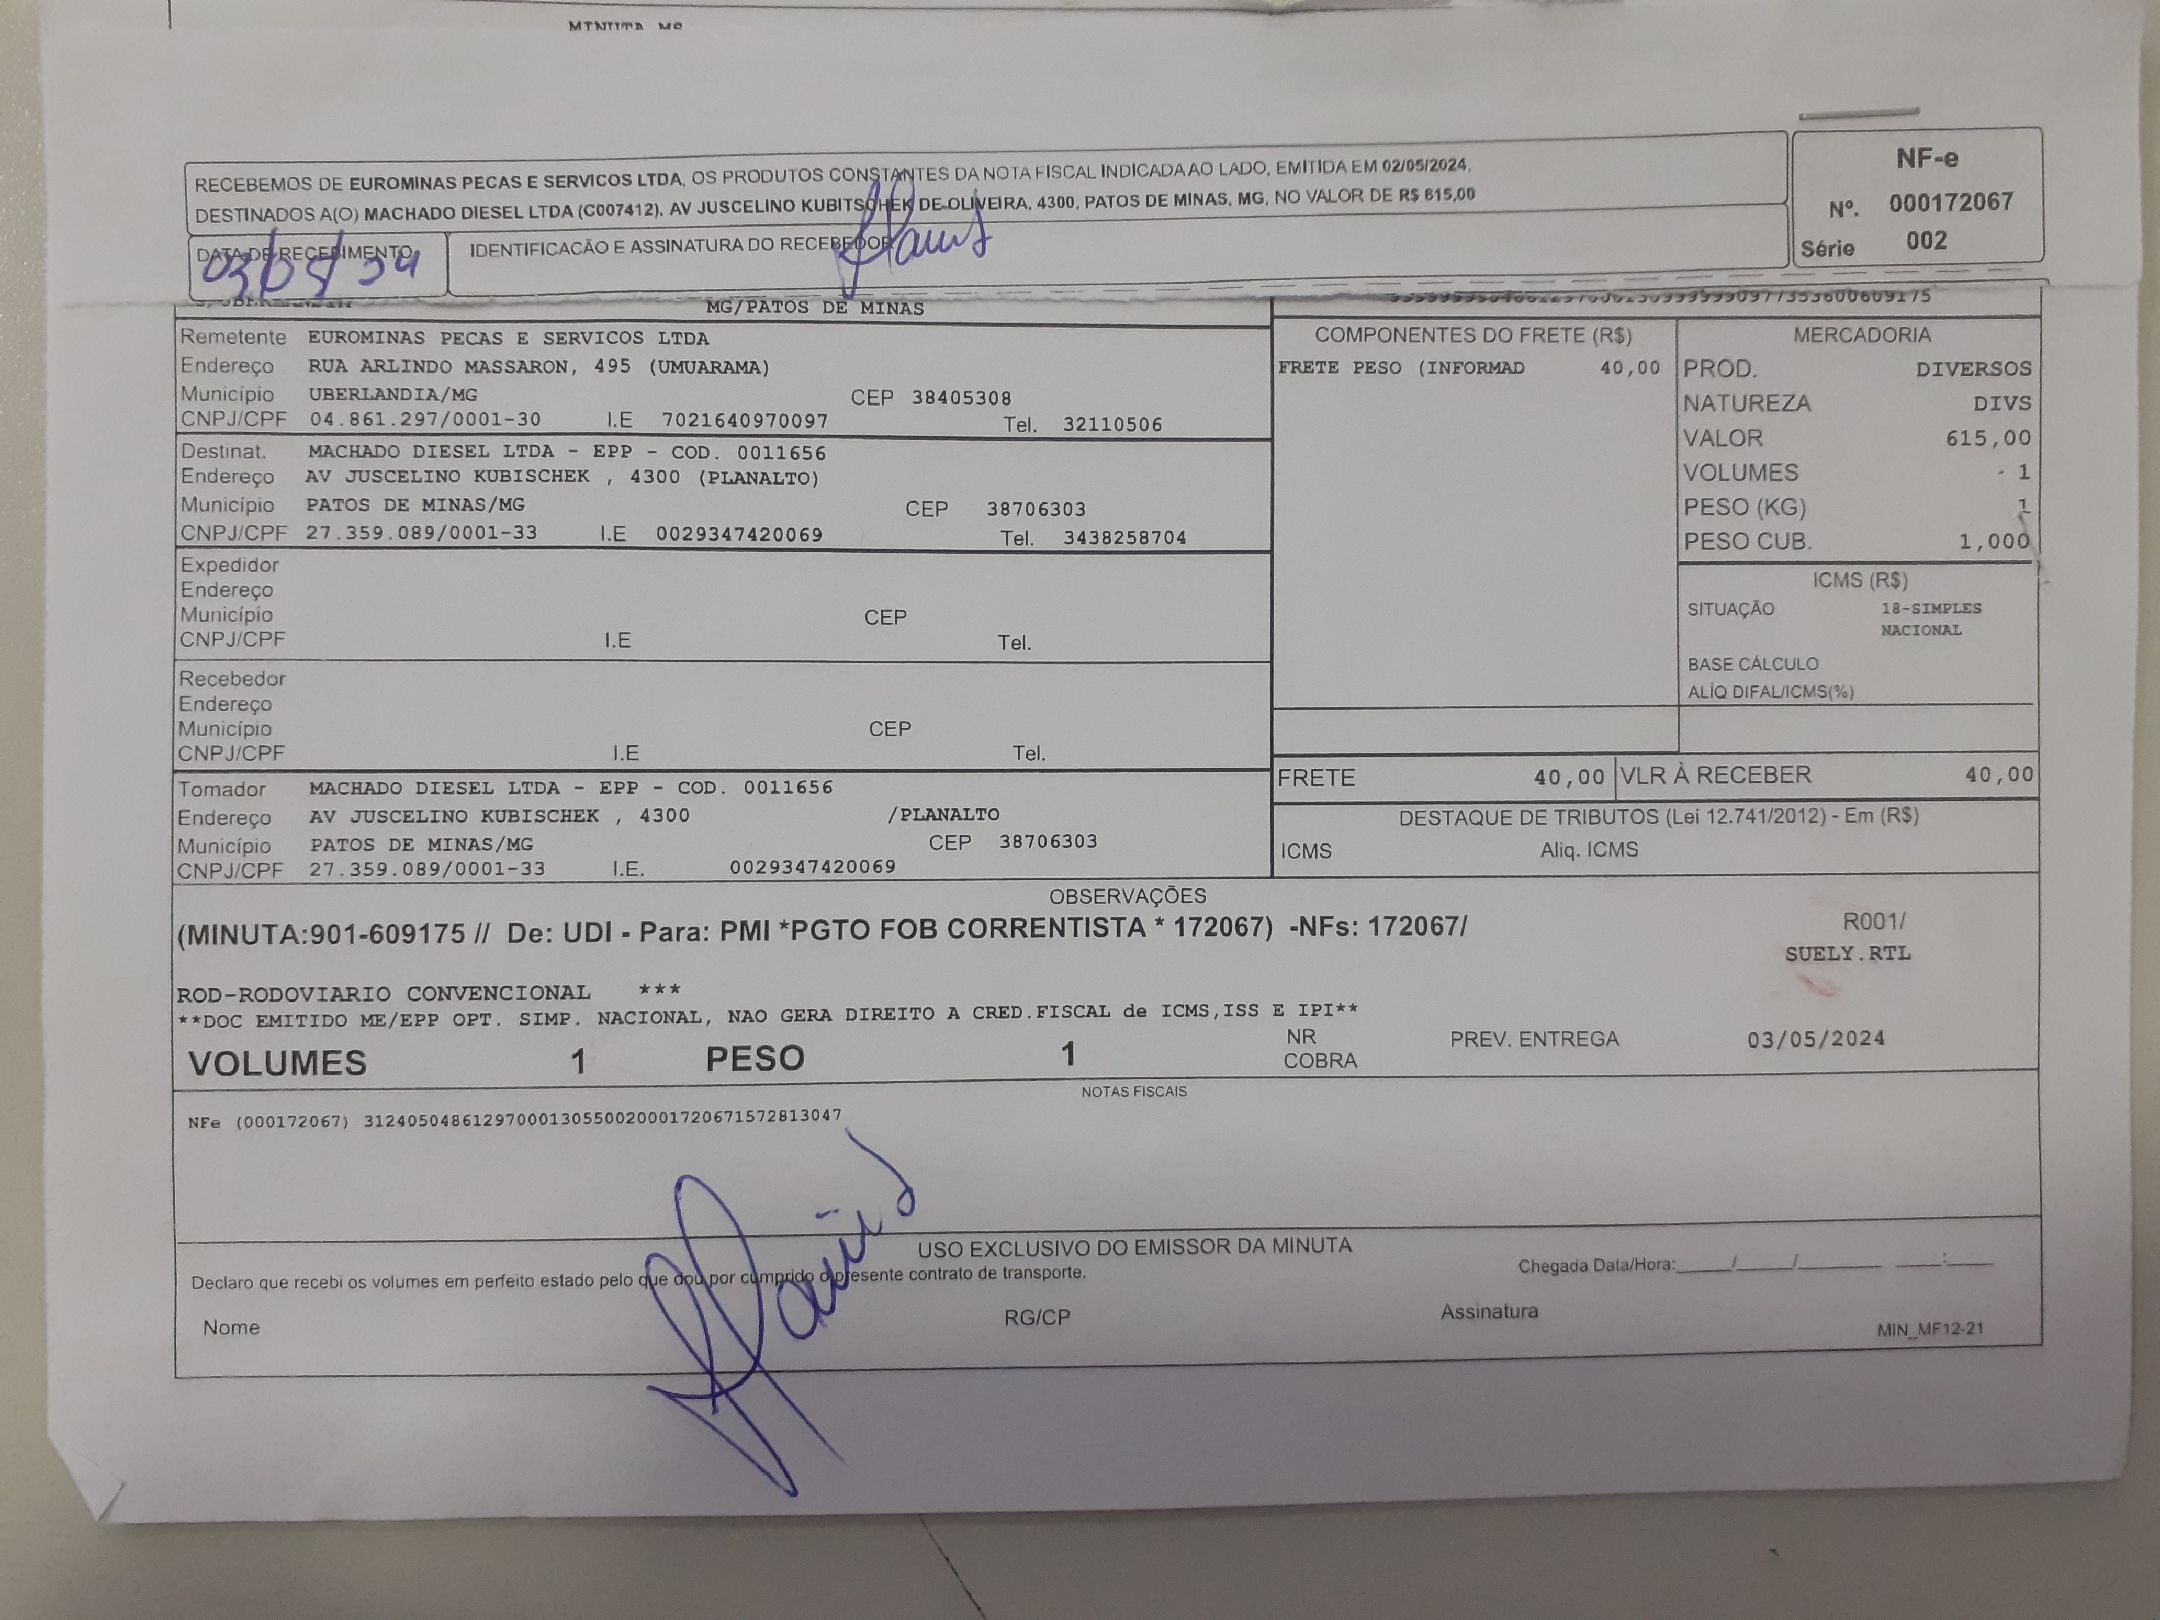 RECEBEMOS DE EUROMINAS PECAS E SERVICOS LTDA, OS PRODUTOS CONSTANTES DA NOTA FISCAL INDICADA AO LADO, EMITIDA EM 02/05/2024,
DESTINADOS A(O) MACHADO DIESEL LTDA (C007412), AV JUSCELINO KUBITSCHEK DE OLIVEIRA, 4300, PATOS DE MINAS, MG, NO VALOR DE R$ 615,00
NF-e
Nº. 000172067
Série 002
DATA DE RECEBIMENTO
IDENTIFICACÃO E ASSINATURA DO RECEBEDOR
03/05/24
MG/PATOS DE MINAS
Remetente EUROMINAS PECAS E SERVICOS LTDA
Endereço RUA ARLINDO MASSARON, 495 (UMUARAMA)
Município UBERLANDIA/MG CEP 38405308
CNPJ/CPF 04.861.297/0001-30 I.E 7021640970097 Tel. 32110506
Destinat. MACHADO DIESEL LTDA - EPP - COD. 0011656
Endereço AV JUSCELINO KUBISCHEK , 4300 (PLANALTO)
Município PATOS DE MINAS/MG CEP 38706303
CNPJ/CPF 27.359.089/0001-33 I.E 0029347420069 Tel. 3438258704
Expedidor
Endereço
Município CEP
CNPJ/CPF I.E Tel.
Recebedor
Endereço
Município CEP
CNPJ/CPF I.E Tel.
Tomador MACHADO DIESEL LTDA - EPP - COD. 0011656
Endereço AV JUSCELINO KUBISCHEK , 4300 /PLANALTO
Município PATOS DE MINAS/MG CEP 38706303
CNPJ/CPF 27.359.089/0001-33 I.E. 0029347420069
COMPONENTES DO FRETE (R$)
FRETE PESO (INFORMAD 40,00
MERCADORIA
PROD. DIVERSOS
NATUREZA DIVS
VALOR 615,00
VOLUMES 1
PESO (KG) 1
PESO CUB. 1,000
ICMS (R$)
SITUAÇÃO 18-SIMPLES
NACIONAL
BASE CÁLCULO
ALÍQ DIFAL/ICMS(%)
FRETE 40,00 VLR À RECEBER 40,00
DESTAQUE DE TRIBUTOS (Lei 12.741/2012) - Em (R$)
ICMS Aliq. ICMS
OBSERVAÇÕES
(MINUTA:901-609175 // De: UDI - Para: PMI *PGTO FOB CORRENTISTA * 172067) -NFs: 172067/
R001/
SUELY.RTL
ROD-RODOVIARIO CONVENCIONAL ***
**DOC EMITIDO ME/EPP OPT. SIMP. NACIONAL, NAO GERA DIREITO A CRED.FISCAL de ICMS,ISS E IPI**
VOLUMES 1 PESO 1 NR COBRA PREV. ENTREGA 03/05/2024
NOTAS FISCAIS
NFe (000172067) 31240504861297000130550020001720671572813047
USO EXCLUSIVO DO EMISSOR DA MINUTA
Declaro que recebi os volumes em perfeito estado pelo que dou por cumprido o presente contrato de transporte.
Chegada Data/Hora:_____/_____/_______ ____:____
Nome RG/CP Assinatura
MIN_MF12-21